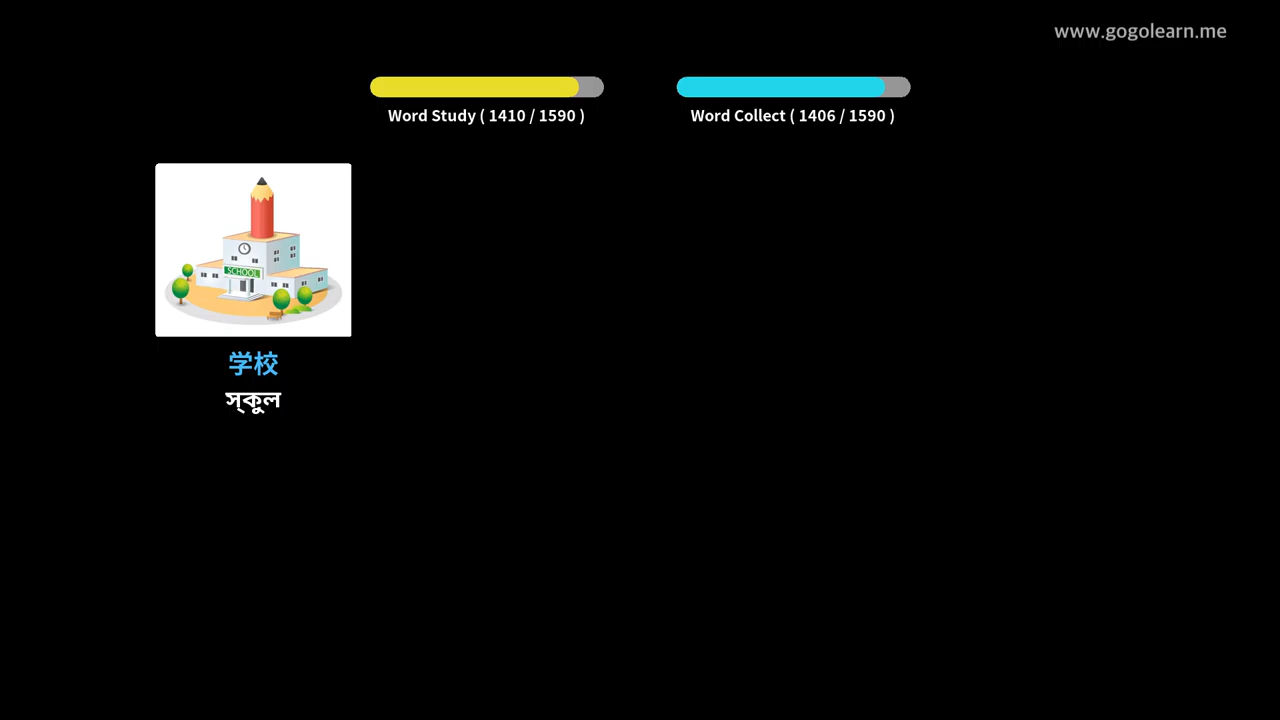 www.gogolearn.me
Word Study ( 1410 / 1590 )
Word Collect ( 1406 / 1590 )
SCHOOL
学校
স্কুল